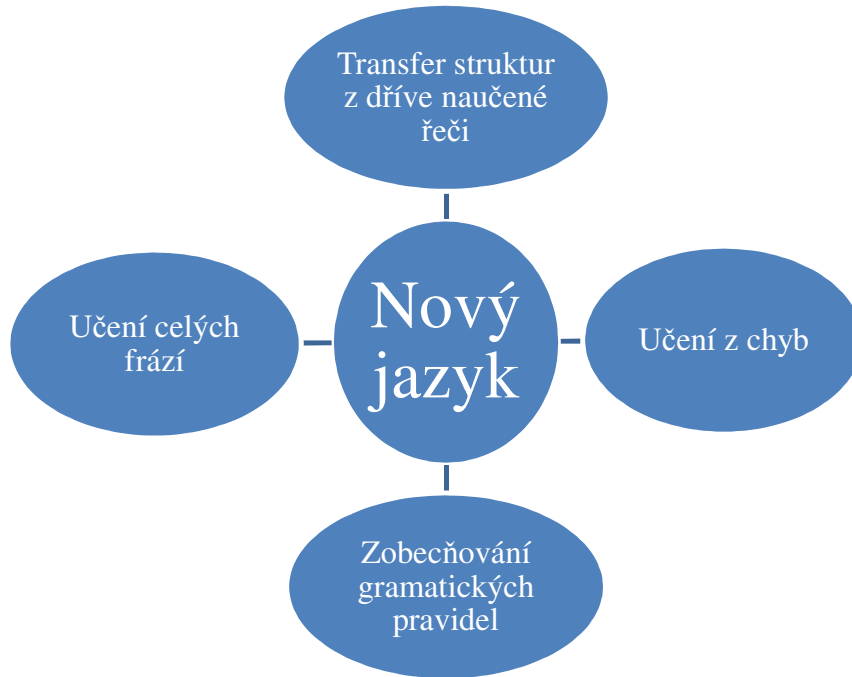 Transfer struktur
z dříve naučené
řeči
Učení celých
frází
Nový
jazyk
Učení z chyb
Zobecňování
gramatických
pravidel